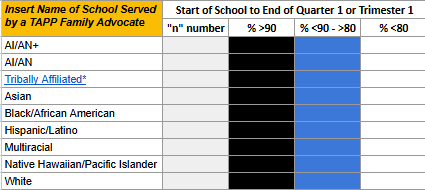 Insert Name of School Served Start of School to End of Quarter 1 or Trimester 1
by a TAPP Family Advocate "n" number % >90 % <90 - >80 % <80
AI/AN+
AI/AN
Tribally Affiliated*
Asian
Black/African American
Hispanic/Latino
Multiracial
Native Hawaiian/Pacific Islander
White